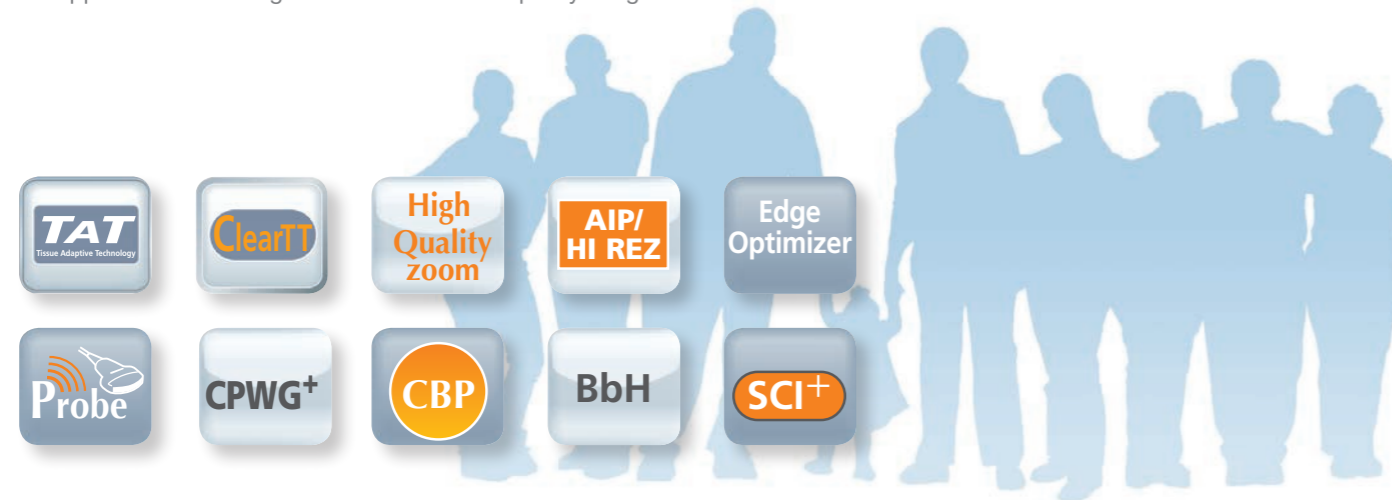 TAT
Tissue Adaptive Technology
ClearTT
High
Quality
zoom
AIP/
HI REZ
Edge
Optimizer
Probe
CPWG+
CBP
BbH
SCI+